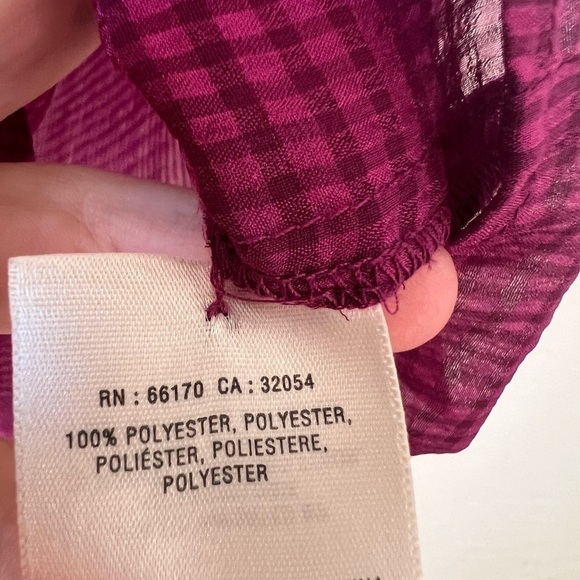 RN : 66170 CA : 32054
100% POLYESTER, POLYESTER,
POLIÉSTER, POLIESTERE,
POLYESTER